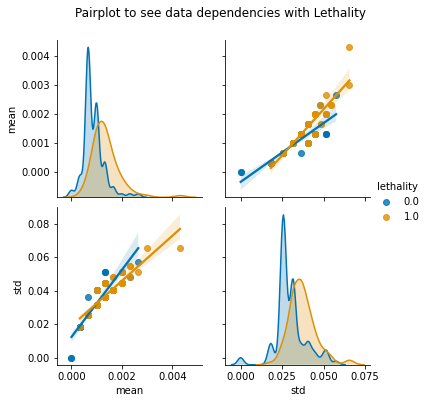 Pairplot to see data dependencies with Lethality
0.004
0.003
0.002
0.001
0.000
mean
lethality
0.0
1.0
0.08
0.06
0.04
0.02
0.00
std
0.000 0.002 0.004
mean
0.000 0.025 0.050 0.075
std